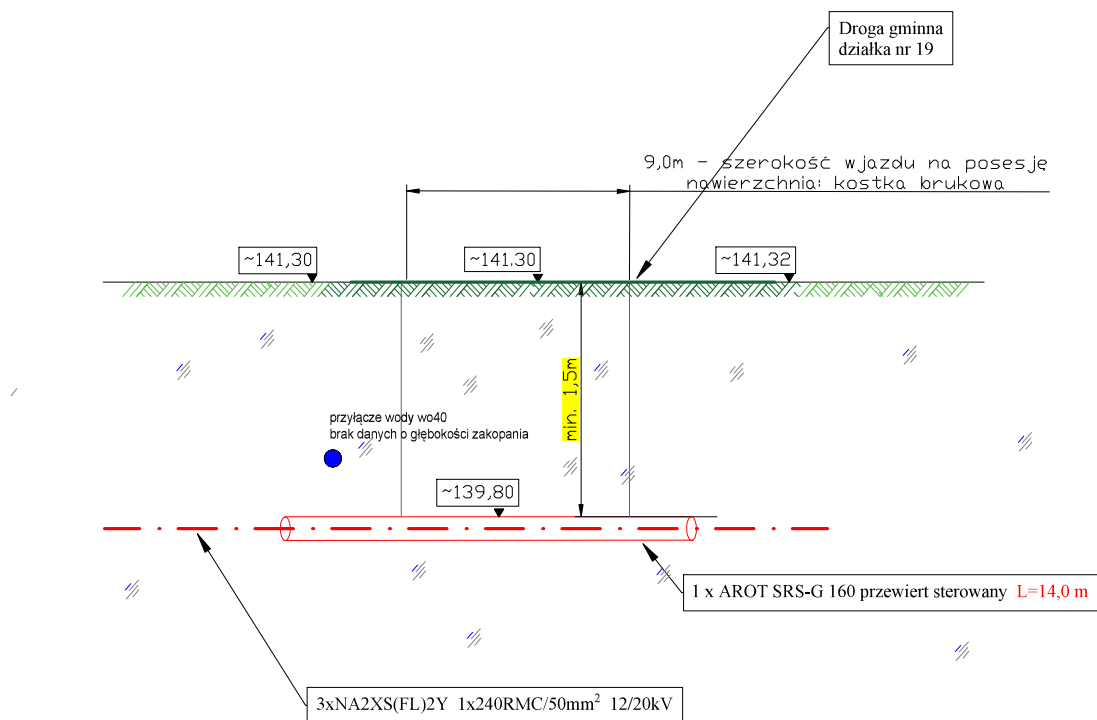 Droga gminna
działka nr 19
9,0m - szerokość wjazdu na posesję
nawierzchnia: kostka brukowa
~141,30
~141.30
~141,32
min. 1,5m
przyłącze wody wo40
brak danych o głębokości zakopania
~139,80
1 x AROT SRS-G 160 przewiert sterowany L=14,0 m
3xNA2XS(FL)2Y 1x240RMC/50mm² 12/20kV